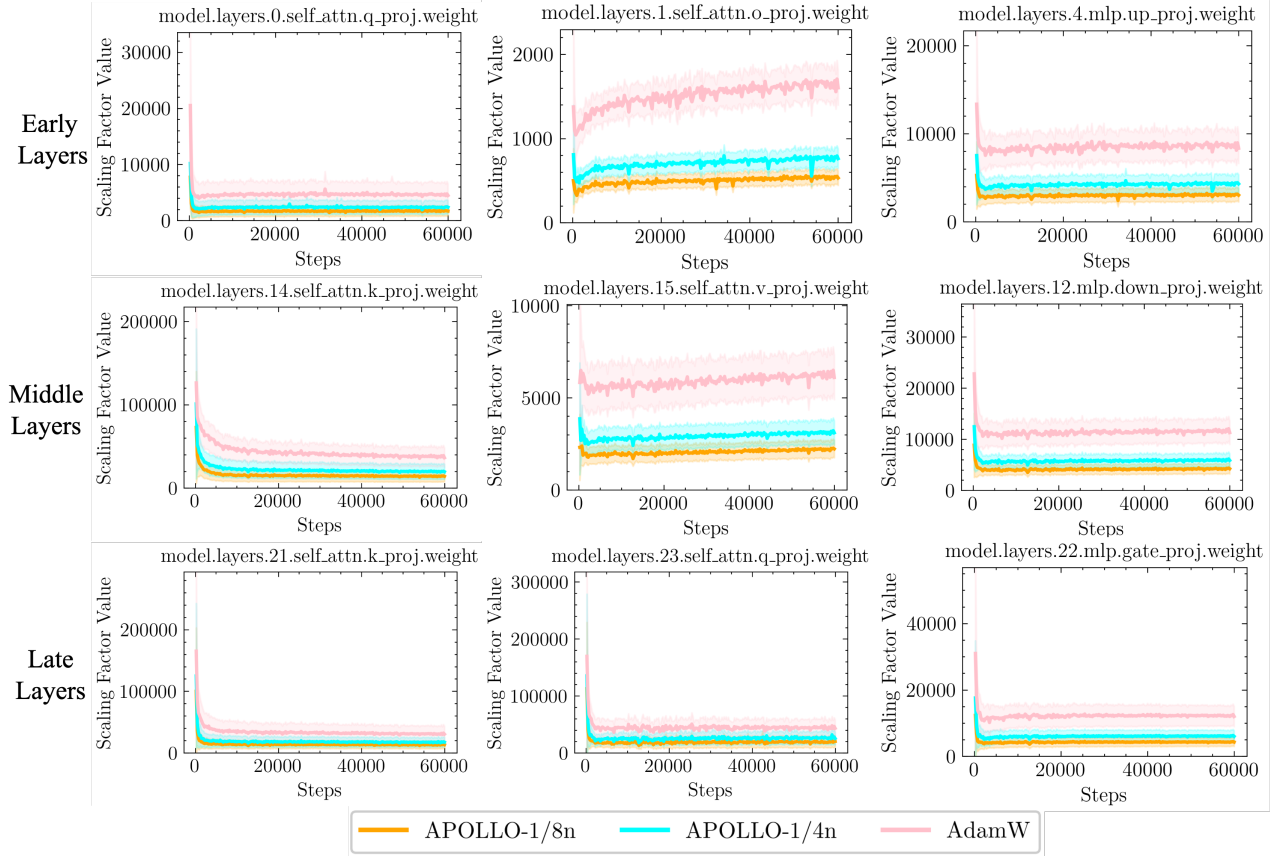 Early
Layers
model.layers.0.self_attn.q_proj.weight
Scaling Factor Value
30000
20000
10000
0
0 20000 40000 60000
Steps
model.layers.1.self_attn.o_proj.weight
Scaling Factor Value
2000
1000
0
0 20000 40000 60000
Steps
model.layers.4.mlp.up_proj.weight
Scaling Factor Value
20000
10000
0
0 20000 40000 60000
Steps
Middle
Layers
model.layers.14.self_attn.k_proj.weight
Scaling Factor Value
200000
100000
0
0 20000 40000 60000
Steps
model.layers.15.self_attn.v_proj.weight
Scaling Factor Value
10000
5000
0
0 20000 40000 60000
Steps
model.layers.12.mlp.down_proj.weight
Scaling Factor Value
30000
20000
10000
0
0 20000 40000 60000
Steps
Late
Layers
model.layers.21.self_attn.k_proj.weight
Scaling Factor Value
200000
100000
0
0 20000 40000 60000
Steps
model.layers.23.self_attn.q_proj.weight
Scaling Factor Value
300000
200000
100000
0
0 20000 40000 60000
Steps
model.layers.22.mlp.gate_proj.weight
Scaling Factor Value
40000
20000
0
0 20000 40000 60000
Steps
APOLLO-1/8n APOLLO-1/4n AdamW